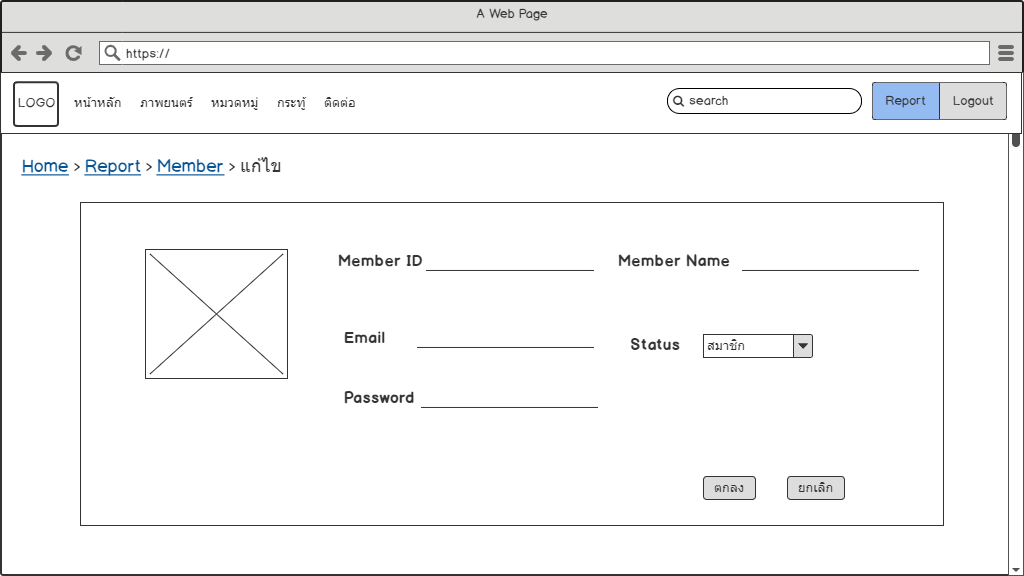 A Web Page
https://
LOGO หน้าหลัก ภาพยนตร์ หมวดหมู่ กระทู้ ติดต่อ search Report Logout
Home > Report > Member > แก้ไข
Member ID Member Name
Email Status สมาชิก
Password
ตกลง ยกเลิก